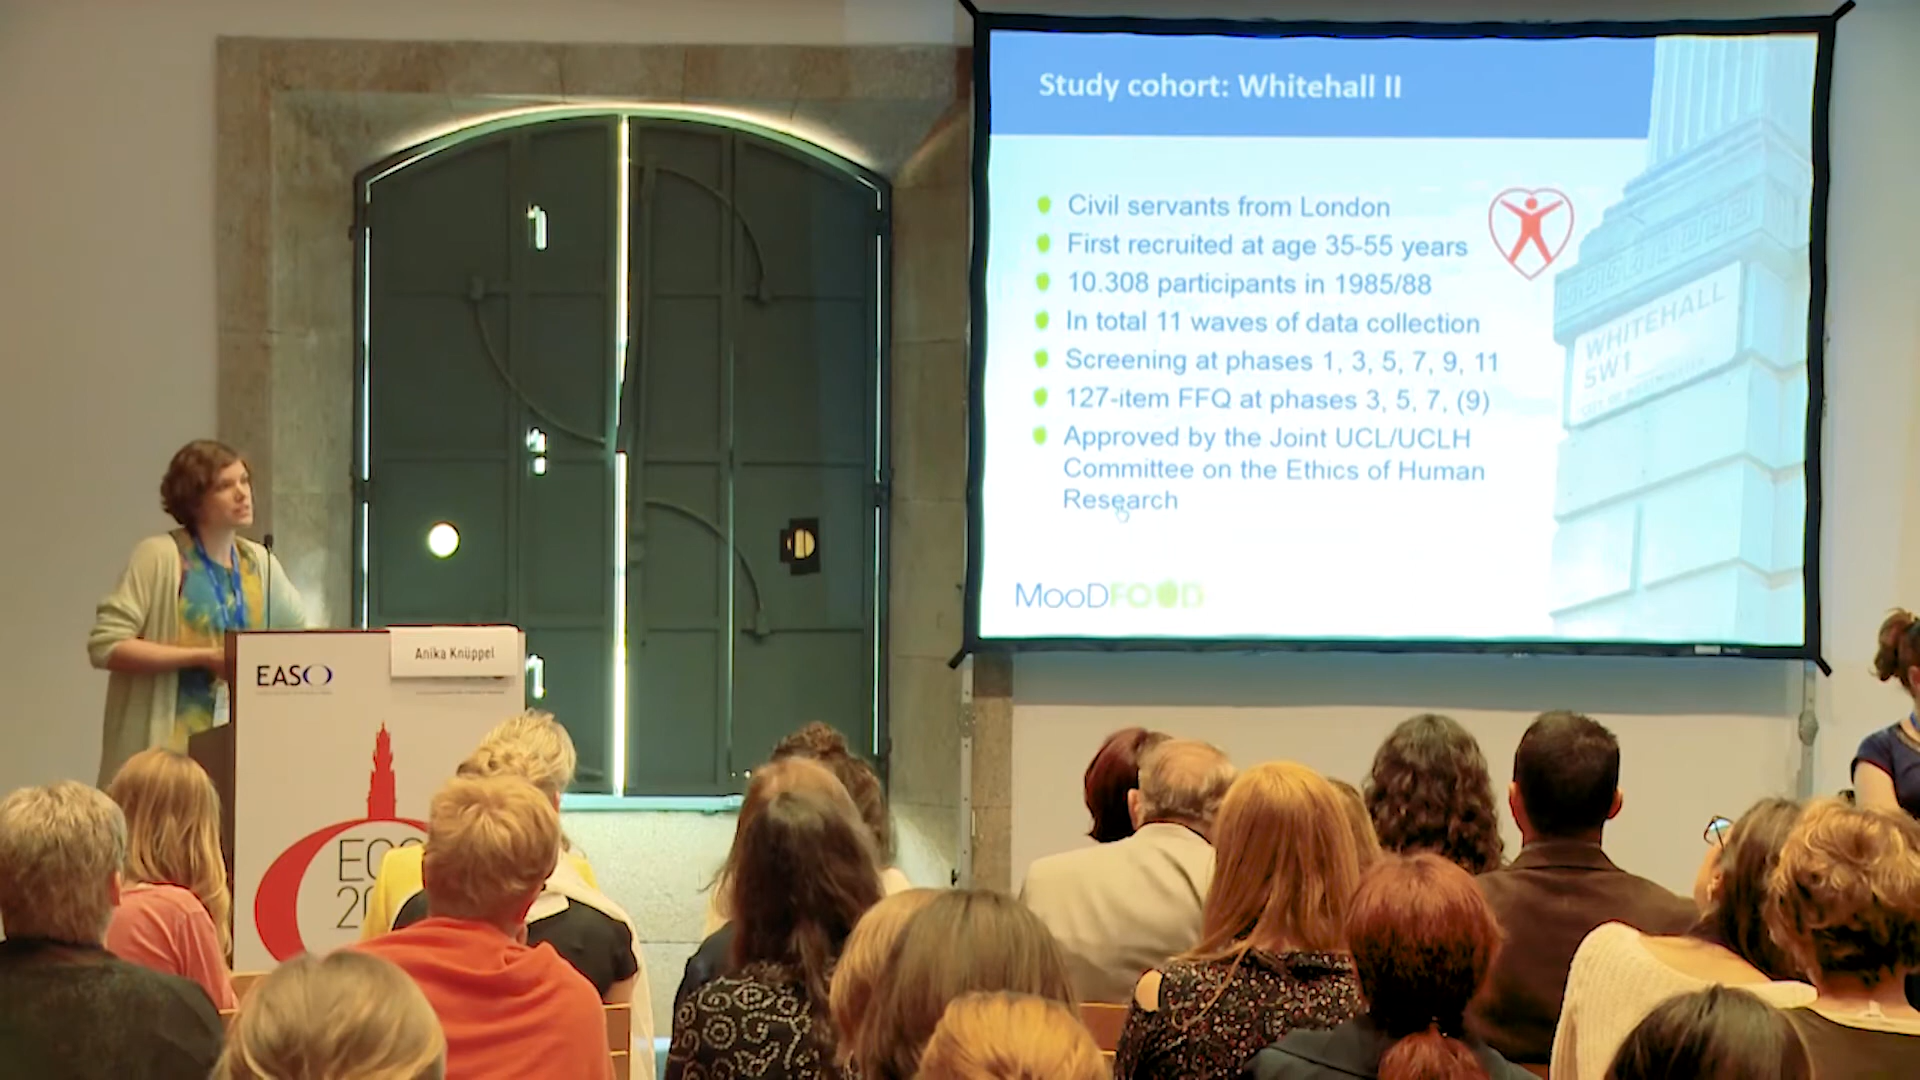 Study cohort: Whitehall II
Civil servants from London
First recruited at age 35-55 years
10.308 participants in 1985/88
In total 11 waves of data collection
Screening at phases 1, 3, 5, 7, 9, 11
127-item FFQ at phases 3, 5, 7, (9)
Approved by the Joint UCL/UCLH
Committee on the Ethics of Human
Research
WHITEHALL
SW1
MooDFOOD
Anika Knüppel
EASO